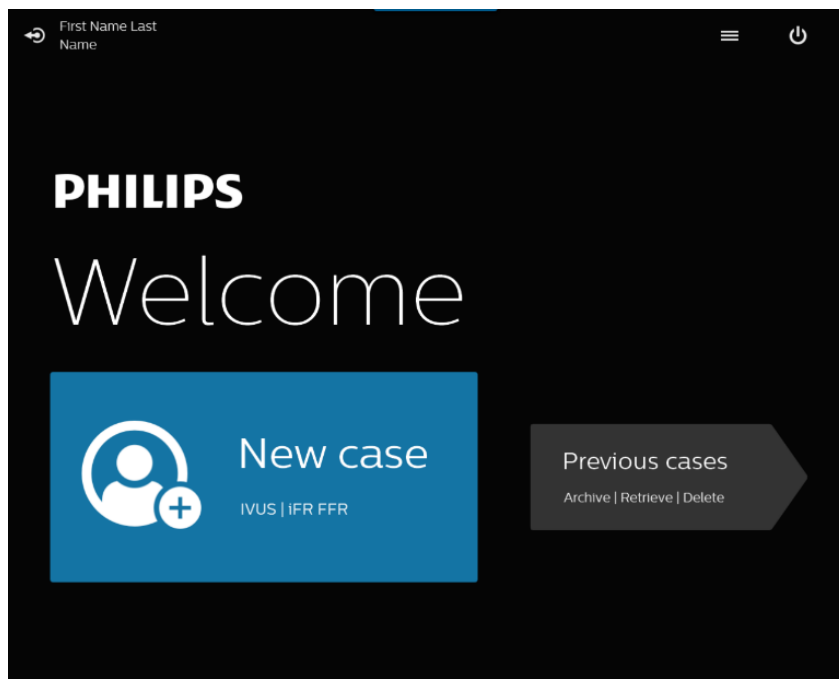 First Name Last
Name
PHILIPS
Welcome
New case
IVUS | iFR FFR
Previous cases
Archive | Retrieve | Delete